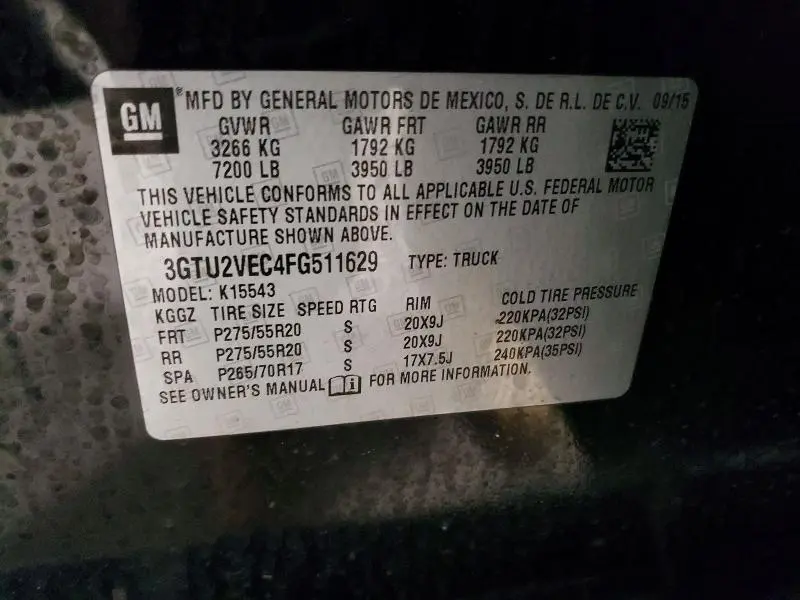 GM ® MFD BY GENERAL MOTORS DE MEXICO, S. DE R.L. DE C.V. 09/15
GVWR GAWR FRT GAWR RR
3266 KG 1792 KG 1792 KG
7200 LB 3950 LB 3950 LB
THIS VEHICLE CONFORMS TO ALL APPLICABLE U.S. FEDERAL MOTOR
VEHICLE SAFETY STANDARDS IN EFFECT ON THE DATE OF
MANUFACTURE SHOWN ABOVE.
3GTU2VEC4FG511629 TYPE: TRUCK
MODEL: K15543
KGGZ TIRE SIZE SPEED RTG RIM COLD TIRE PRESSURE
FRT P275/55R20 S 20X9J 220KPA(32PSI)
RR P275/55R20 S 20X9J 220KPA(32PSI)
SPA P265/70R17 S 17X7.5J 240KPA(35PSI)
SEE OWNER'S MANUAL i FOR MORE INFORMATION.